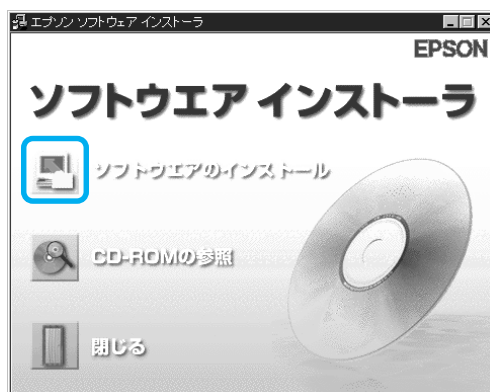 エプソン ソフトウェア インストーラ
EPSON
ソフトウエア インストーラ
ソフトウエアのインストール
CD-ROMの参照
閉じる